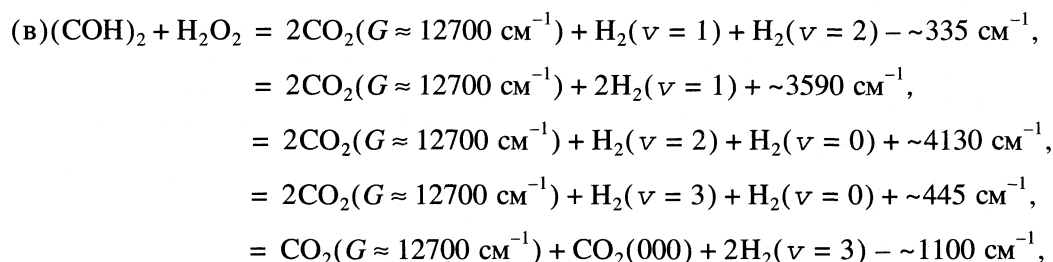 (в)(COH)₂ + H₂O₂ = 2CO₂(G ≈ 12700 см⁻¹) + H₂(v = 1) + H₂(v = 2) – ~335 см⁻¹,
= 2CO₂(G ≈ 12700 см⁻¹) + 2H₂(v = 1) + ~3590 см⁻¹,
= 2CO₂(G ≈ 12700 см⁻¹) + H₂(v = 2) + H₂(v = 0) + ~4130 см⁻¹,
= 2CO₂(G ≈ 12700 см⁻¹) + H₂(v = 3) + H₂(v = 0) + ~445 см⁻¹,
= CO₂(G ≈ 12700 см⁻¹) + CO₂(000) + 2H₂(v = 3) – ~1100 см⁻¹,